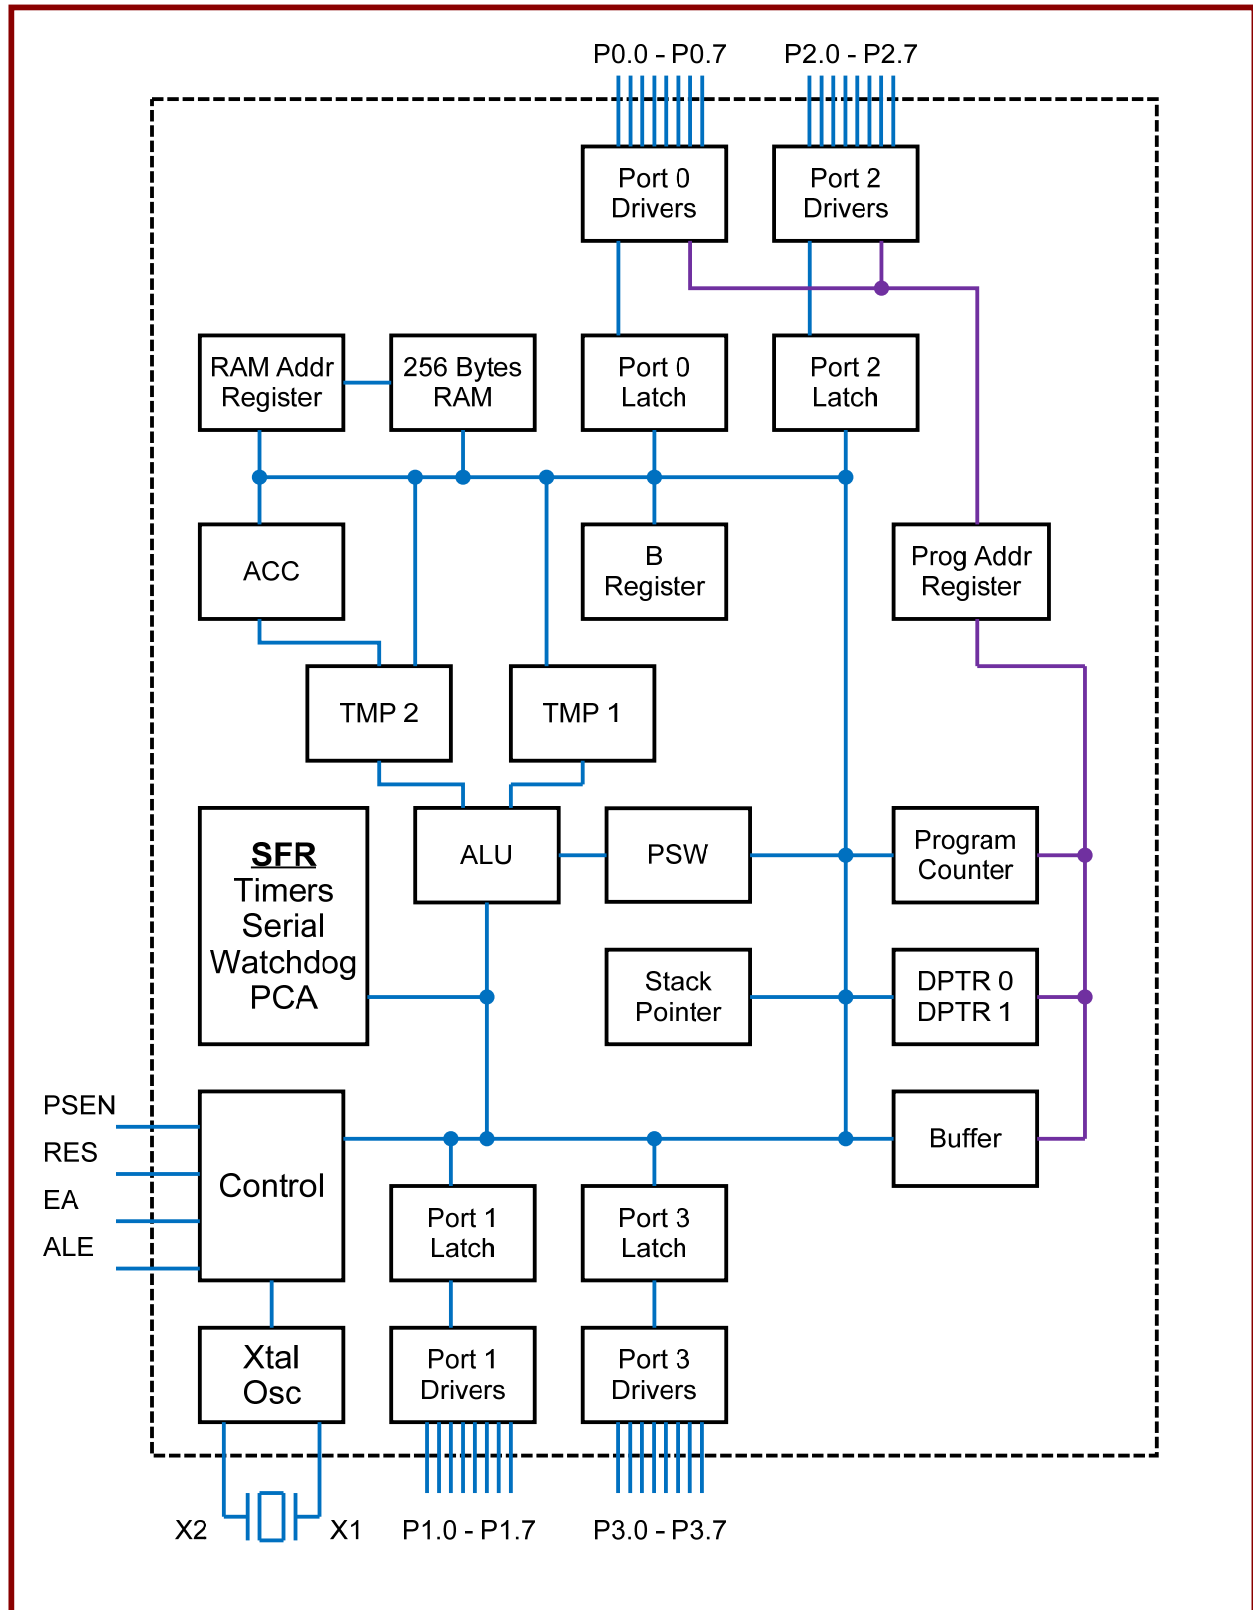 P0.0 - P0.7
P2.0 - P2.7
Port 0
Drivers
Port 2
Drivers
RAM Addr
Register
256 Bytes
RAM
Port 0
Latch
Port 2
Latch
ACC
B
Register
Prog Addr
Register
TMP 2
TMP 1
SFR
Timers
Serial
Watchdog
PCA
ALU
PSW
Program
Counter
Stack
Pointer
DPTR 0
DPTR 1
PSEN
RES
EA
ALE
Control
Buffer
Port 1
Latch
Port 3
Latch
Xtal
Osc
Port 1
Drivers
Port 3
Drivers
X2
X1
P1.0 - P1.7
P3.0 - P3.7